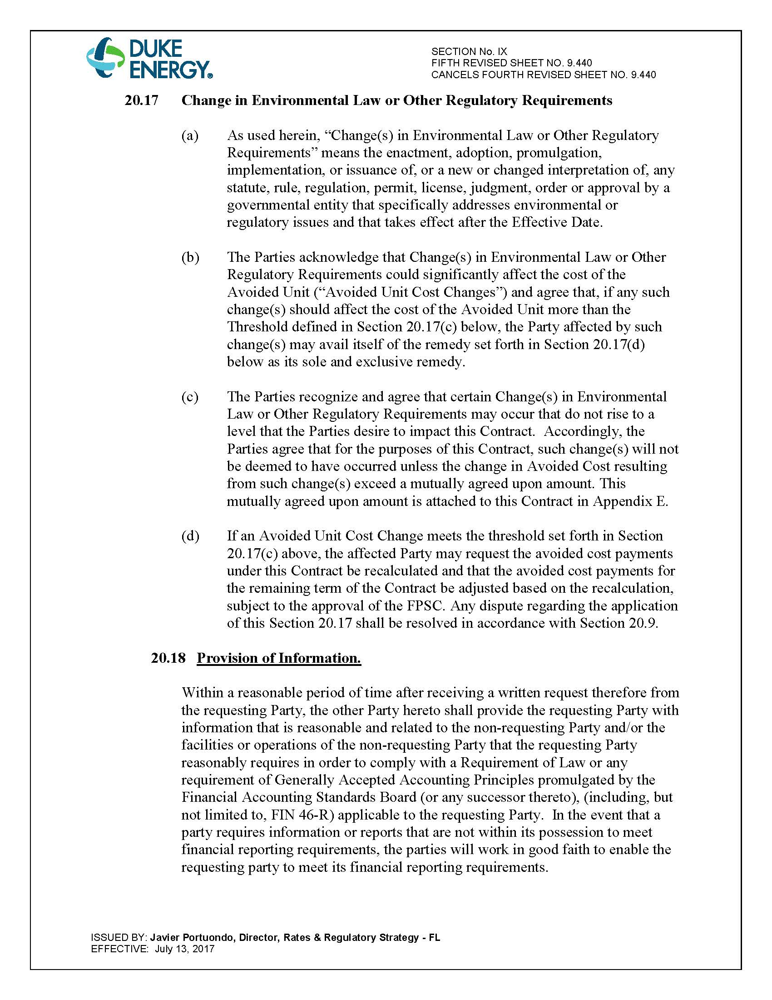 DUKE
ENERGY®
SECTION No. IX
FIFTH REVISED SHEET NO. 9.440
CANCELS FOURTH REVISED SHEET NO. 9.440
20.17 Change in Environmental Law or Other Regulatory Requirements
(a) As used herein, “Change(s) in Environmental Law or Other Regulatory
Requirements” means the enactment, adoption, promulgation,
implementation, or issuance of, or a new or changed interpretation of, any
statute, rule, regulation, permit, license, judgment, order or approval by a
governmental entity that specifically addresses environmental or
regulatory issues and that takes effect after the Effective Date.
(b) The Parties acknowledge that Change(s) in Environmental Law or Other
Regulatory Requirements could significantly affect the cost of the
Avoided Unit (“Avoided Unit Cost Changes”) and agree that, if any such
change(s) should affect the cost of the Avoided Unit more than the
Threshold defined in Section 20.17(c) below, the Party affected by such
change(s) may avail itself of the remedy set forth in Section 20.17(d)
below as its sole and exclusive remedy.
(c) The Parties recognize and agree that certain Change(s) in Environmental
Law or Other Regulatory Requirements may occur that do not rise to a
level that the Parties desire to impact this Contract.  Accordingly, the
Parties agree that for the purposes of this Contract, such change(s) will not
be deemed to have occurred unless the change in Avoided Cost resulting
from such change(s) exceed a mutually agreed upon amount. This
mutually agreed upon amount is attached to this Contract in Appendix E.
(d) If an Avoided Unit Cost Change meets the threshold set forth in Section
20.17(c) above, the affected Party may request the avoided cost payments
under this Contract be recalculated and that the avoided cost payments for
the remaining term of the Contract be adjusted based on the recalculation,
subject to the approval of the FPSC. Any dispute regarding the application
of this Section 20.17 shall be resolved in accordance with Section 20.9.
20.18 Provision of Information.
Within a reasonable period of time after receiving a written request therefore from
the requesting Party, the other Party hereto shall provide the requesting Party with
information that is reasonable and related to the non-requesting Party and/or the
facilities or operations of the non-requesting Party that the requesting Party
reasonably requires in order to comply with a Requirement of Law or any
requirement of Generally Accepted Accounting Principles promulgated by the
Financial Accounting Standards Board (or any successor thereto), (including, but
not limited to, FIN 46-R) applicable to the requesting Party.  In the event that a
party requires information or reports that are not within its possession to meet
financial reporting requirements, the parties will work in good faith to enable the
requesting party to meet its financial reporting requirements.
ISSUED BY: Javier Portuondo, Director, Rates & Regulatory Strategy - FL
EFFECTIVE:  July 13, 2017